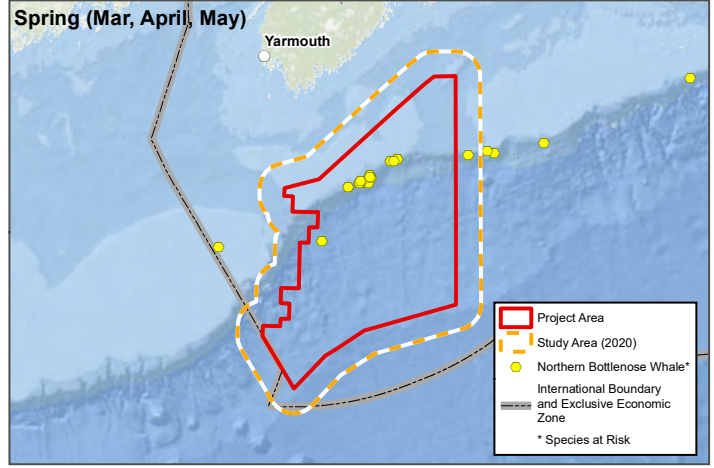 Spring (Mar, April, May)
Yarmouth
Project Area
Study Area (2020)
Northern Bottlenose Whale*
International Boundary
and Exclusive Economic
Zone
* Species at Risk